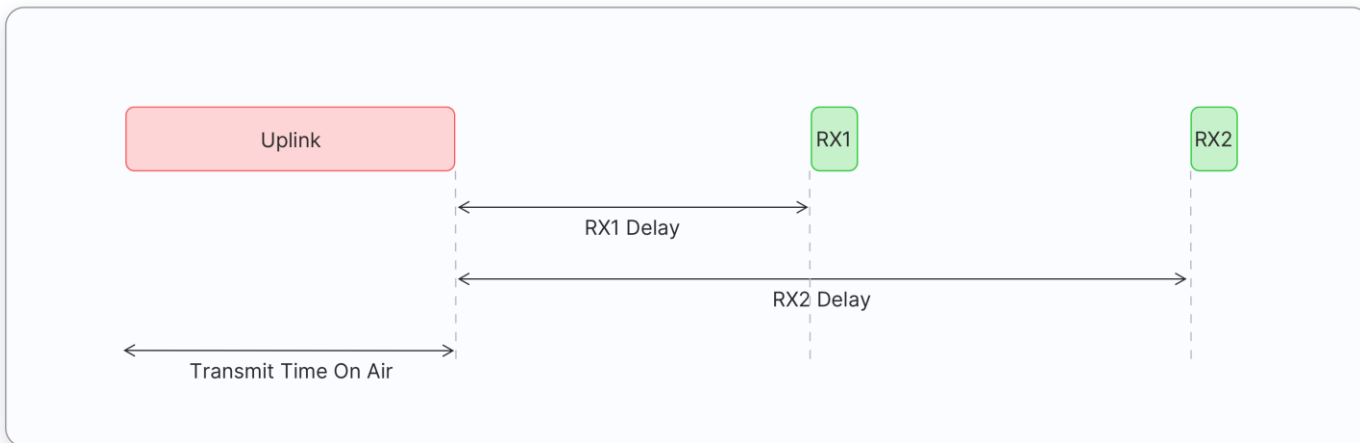 Uplink
RX1
RX2
RX1 Delay
RX2 Delay
Transmit Time On Air